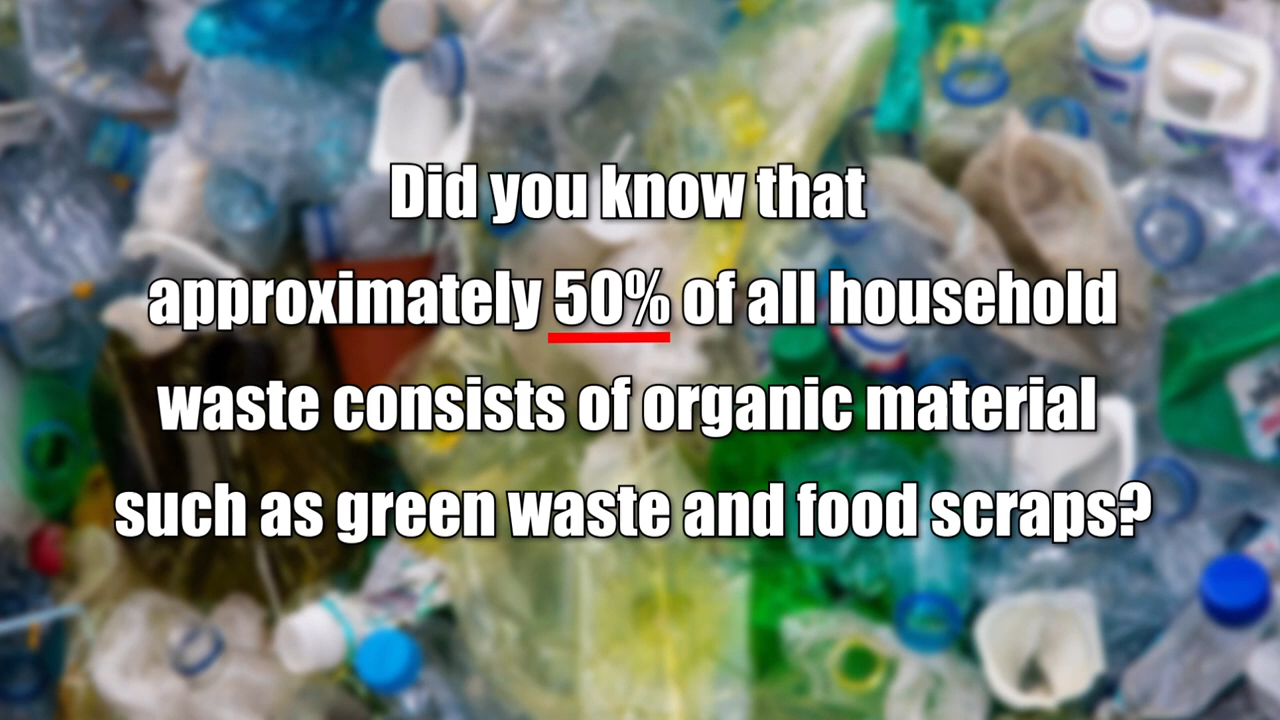 Did you know that
approximately 50% of all household
waste consists of organic material
such as green waste and food scraps?